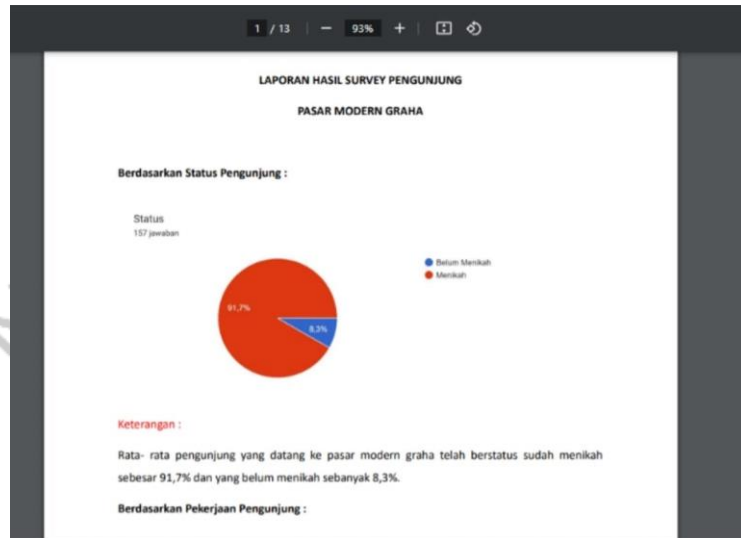 1 / 13 | − 93% + |
LAPORAN HASIL SURVEY PENGUNJUNG
PASAR MODERN GRAHA
Berdasarkan Status Pengunjung :
Status
157 jawaban
Belum Menikah
Menikah
91,7%
8,3%
Keterangan :
Rata- rata pengunjung yang datang ke pasar modern graha telah berstatus sudah menikah
sebesar 91,7% dan yang belum menikah sebanyak 8,3%.
Berdasarkan Pekerjaan Pengunjung :